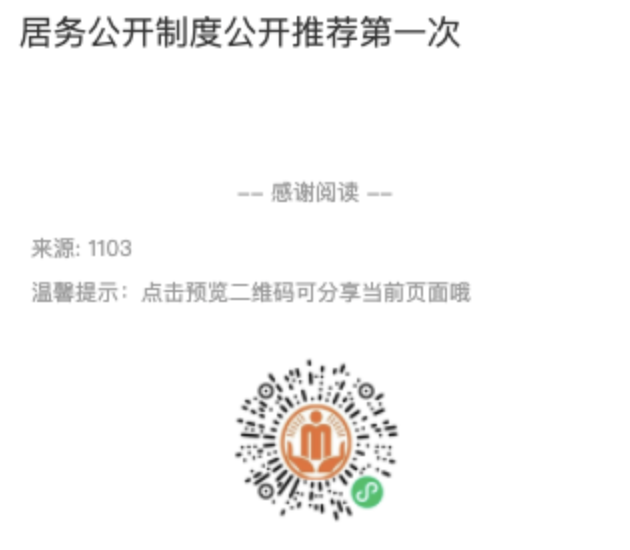 居务公开制度公开推荐第一次
-- 感谢阅读 --
来源: 1103
温馨提示：点击预览二维码可分享当前页面哦